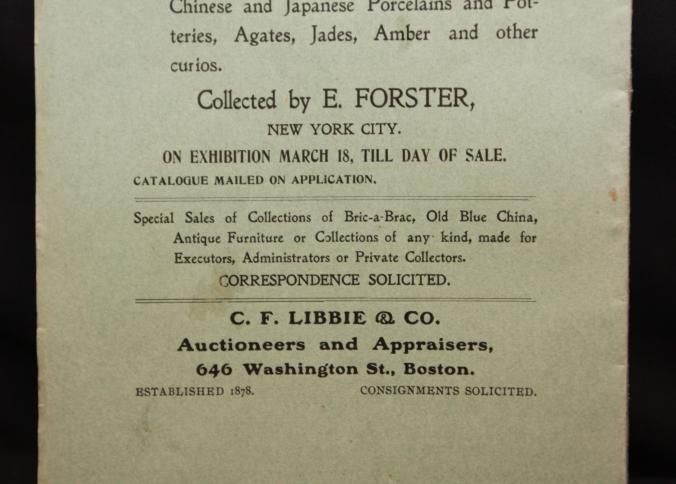 Chinese and Japanese Porcelains and Pot-
teries, Agates, Jades, Amber and other
curios.
Collected by E. FORSTER,
NEW YORK CITY.
ON EXHIBITION MARCH 18, TILL DAY OF SALE.
CATALOGUE MAILED ON APPLICATION.
Special Sales of Collections of Bric-a-Brac, Old Blue China,
Antique Furniture or Collections of any kind, made for
Executors, Administrators or Private Collectors.
CORRESPONDENCE SOLICITED.
C. F. LIBBIE & CO.
Auctioneers and Appraisers,
646 Washington St., Boston.
ESTABLISHED 1878. CONSIGNMENTS SOLICITED.